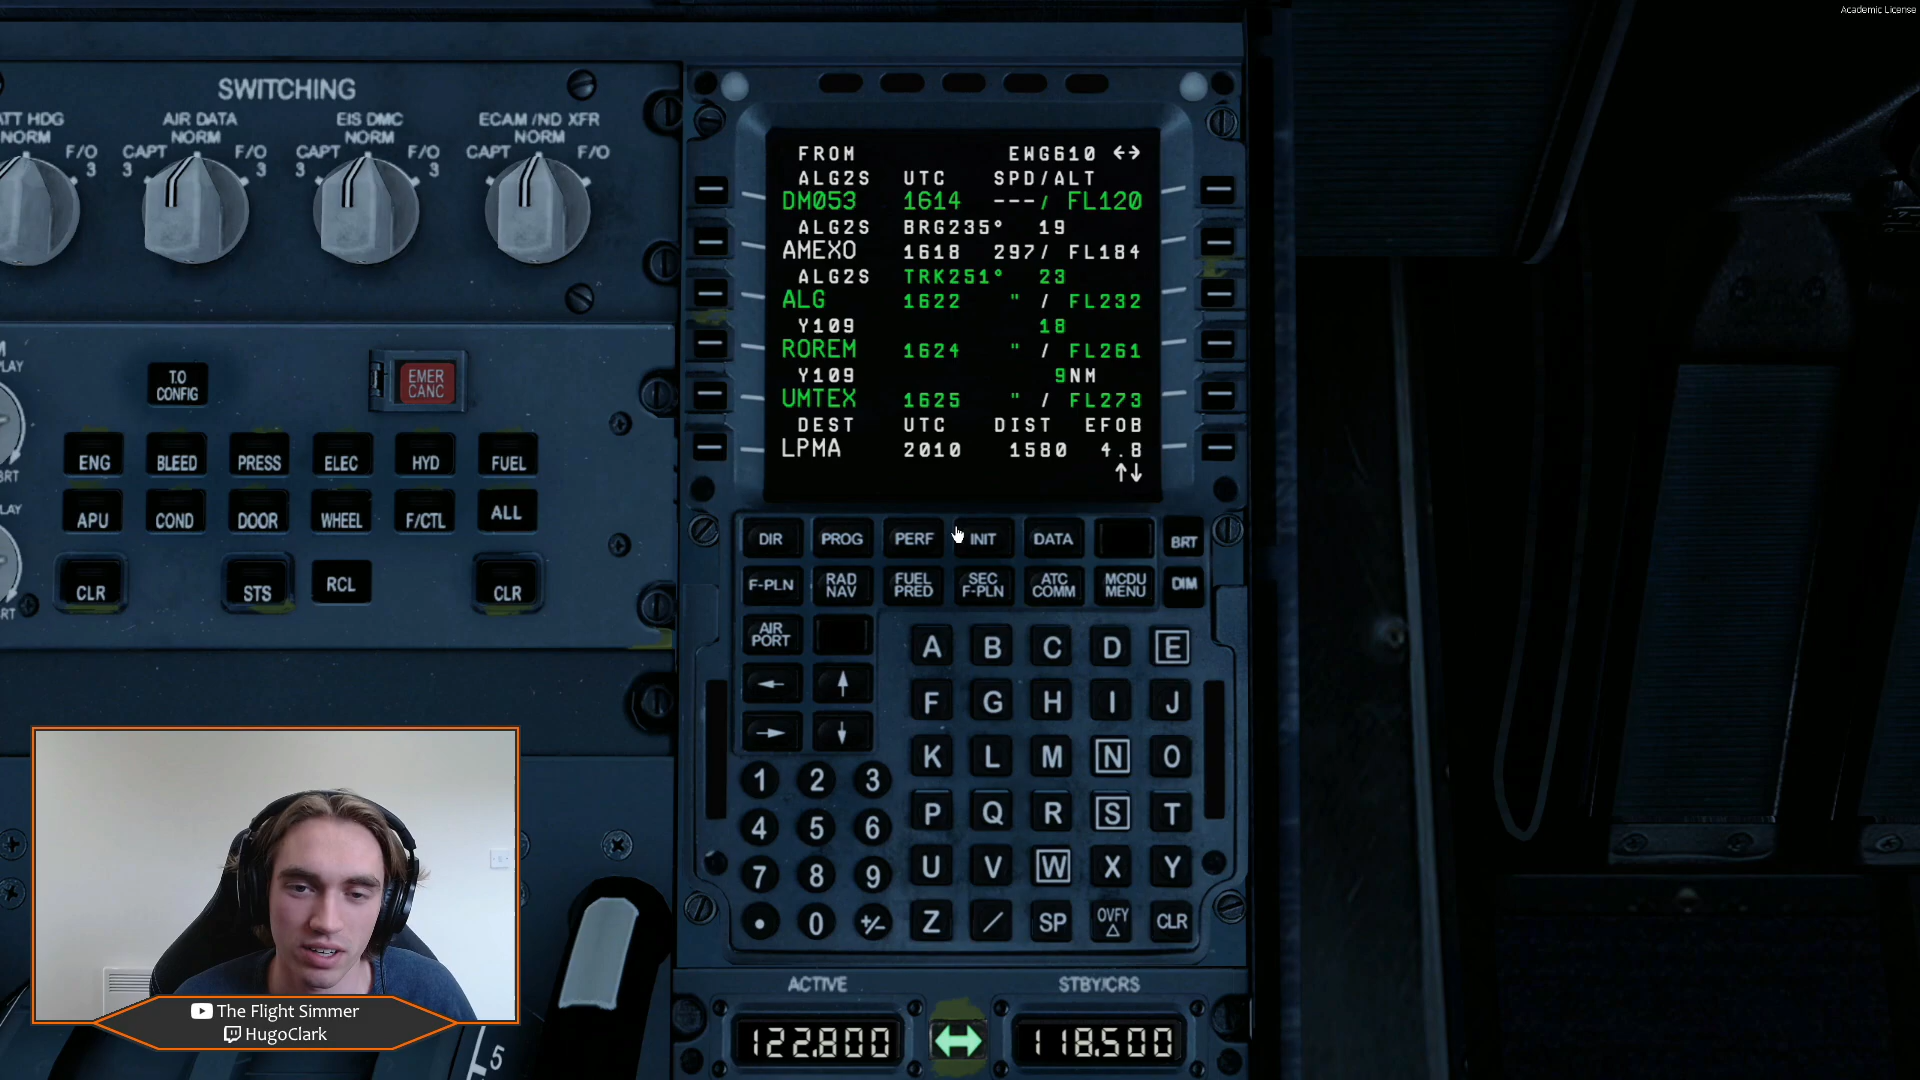 Academic License
SWITCHING
ATT HDG
NORM
F/O
3
AIR DATA
NORM
CAPT
3
F/O
3
EIS DMC
NORM
CAPT
3
F/O
3
ECAM /ND XFR
NORM
CAPT
F/O
T.O
CONFIG
EMER
CANC
ENG BLEED PRESS ELEC HYD FUEL
APU COND DOOR WHEEL F/CTL ALL
CLR STS RCL CLR
FROM EWG610 ↔
ALG2S UTC SPD/ALT
DM053 1614 ---/ FL120
ALG2S BRG235° 19
AMEXO 1618 297/ FL184
ALG2S TRK251° 23
ALG 1622 " / FL232
Y109 18
ROREM 1624 " / FL261
Y109 9NM
UMTEX 1625 " / FL273
DEST UTC DIST EFOB
LPMA 2010 1580 4.8
↑↓
DIR PROG PERF INIT DATA BRT
F-PLN RAD NAV FUEL PRED SEC F-PLN ATC COMM MCDU MENU DIM
AIR PORT
← ↑
→ ↓
A B C D E
F G H I J
K L M N O
P Q R S T
U V W X Y
Z / SP OVFY △ CLR
1 2 3
4 5 6
7 8 9
. 0 +/-
ACTIVE STBY/CRS
122.800 118.500
5
The Flight Simmer
HugoClark